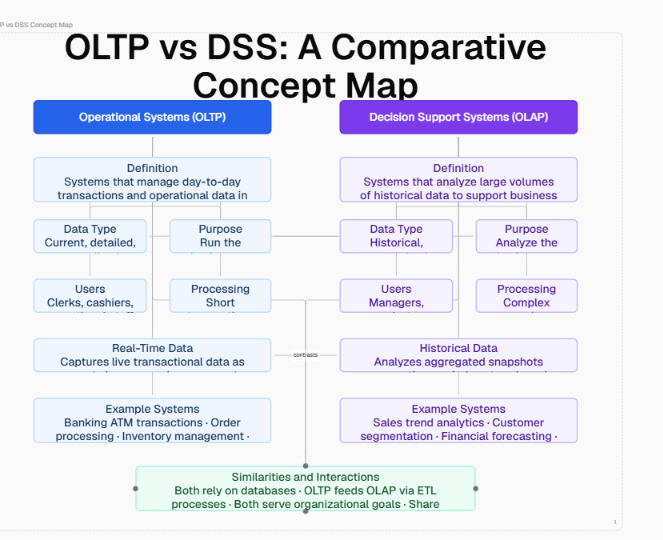 P vs DSS Concept Map
OLTP vs DSS: A Comparative
Concept Map
Operational Systems (OLTP)
Decision Support Systems (OLAP)
Definition
Systems that manage day-to-day
transactions and operational data in
Definition
Systems that analyze large volumes
of historical data to support business
Data Type
Current, detailed,
Purpose
Run the
Data Type
Historical,
Purpose
Analyze the
Users
Clerks, cashiers,
Processing
Short
Users
Managers,
Processing
Complex
Real-Time Data
Captures live transactional data as
contrasts
Historical Data
Analyzes aggregated snapshots
Example Systems
Banking ATM transactions · Order
processing · Inventory management ·
Example Systems
Sales trend analytics · Customer
segmentation · Financial forecasting ·
Similarities and Interactions
Both rely on databases · OLTP feeds OLAP via ETL
processes · Both serve organizational goals · Share